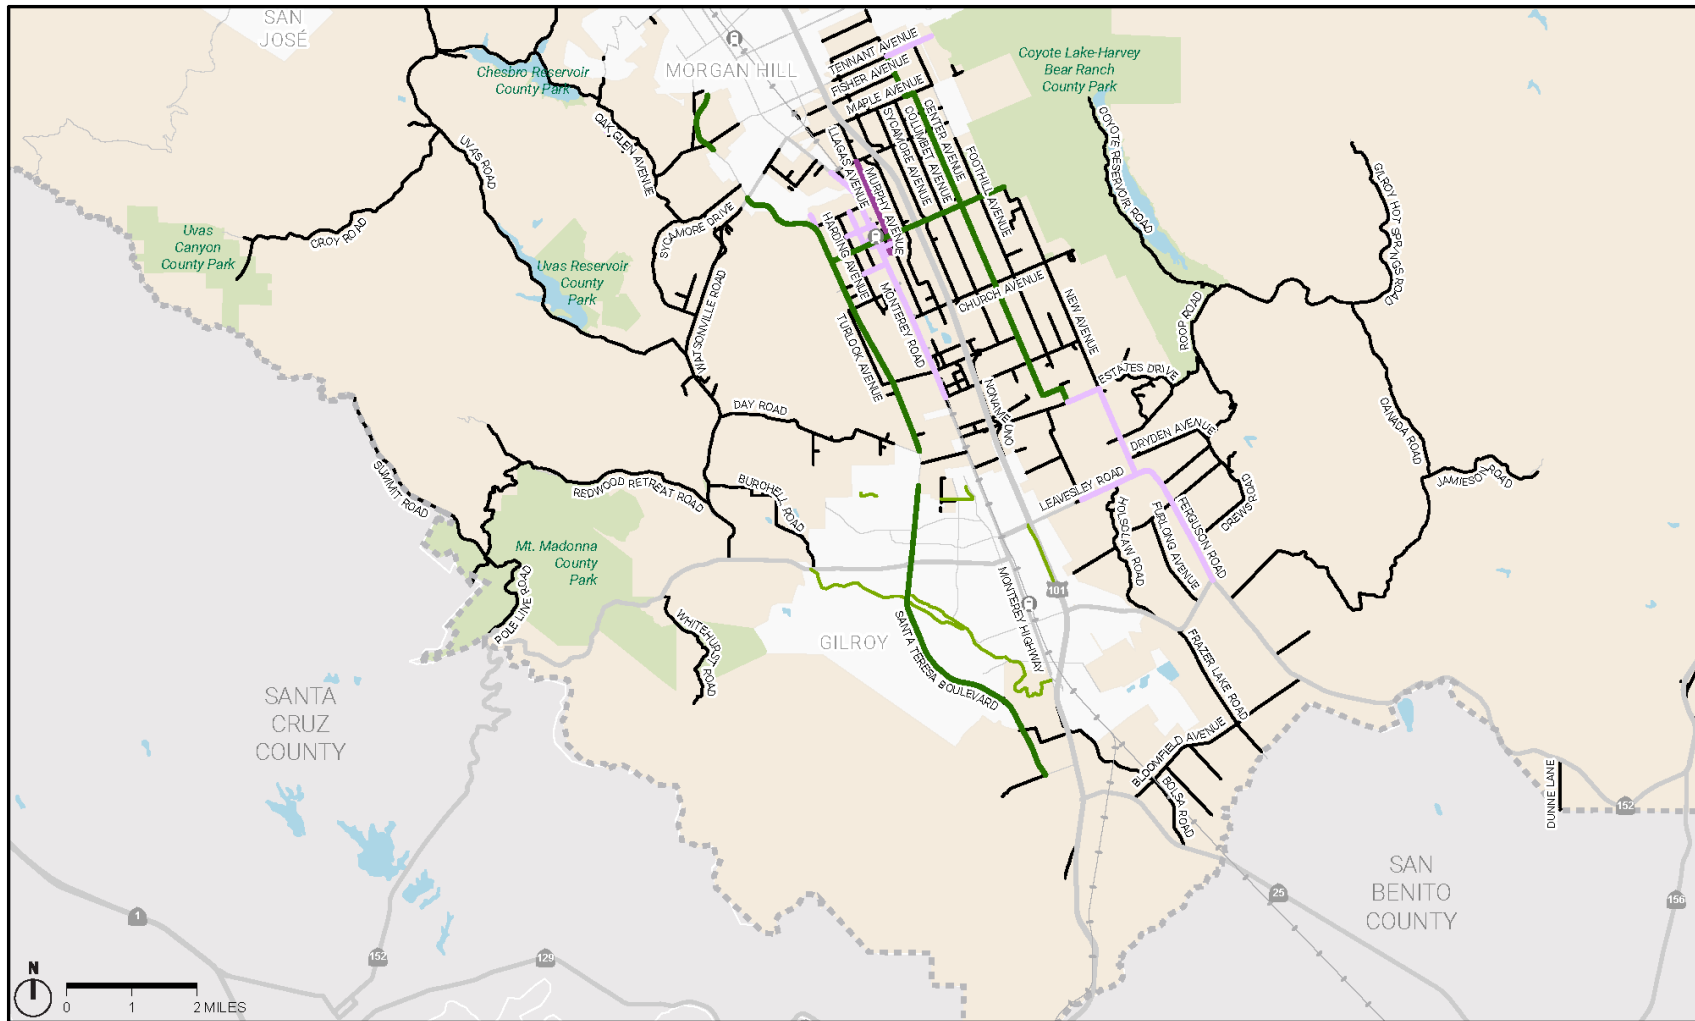 SAN
JOSÉ
MORGAN HILL
Chesbro Reservoir
County Park
Coyote Lake-Harvey
Bear Ranch
County Park
TENNANT AVENUE
FISHER AVENUE
MAPLE AVENUE
OAK GLEN AVENUE
UVAS ROAD
LLAGAS AVENUE
MURPHY AVENUE
SYCAMORE AVENUE
COLUMBET AVENUE
CENTER AVENUE
FOOTHILL AVENUE
COYOTE RESERVOIR ROAD
GILROY HOT SPRINGS ROAD
Uvas
Canyon
County Park
CROY ROAD
SYCAMORE DRIVE
HARDING AVENUE
Uvas Reservoir
County
Park
WATSONVILLE ROAD
TURLOCK AVENUE
MONTEREY ROAD
CHURCH AVENUE
NEW AVENUE
ROOP ROAD
ESTATES DRIVE
DAY ROAD
NONAME UNO
DRYDEN AVENUE
CANADA ROAD
SUMMIT ROAD
REDWOOD RETREAT ROAD
BURCHELL ROAD
LEAVESLEY ROAD
HOLSCLAW ROAD
FURLONG AVENUE
FERGUSON ROAD
CREWS ROAD
JAMIESON ROAD
Mt. Madonna
County
Park
POLE LINE ROAD
WHITEHURST ROAD
GILROY
SANTA TERESA BOULEVARD
MONTEREY HIGHWAY
101
FRAZER LAKE ROAD
BLOOMFIELD AVENUE
BOLSA ROAD
DUNNE LANE
152
SANTA
CRUZ
COUNTY
SAN
BENITO
COUNTY
25
156
1
152
129
N
0 1 2 MILES